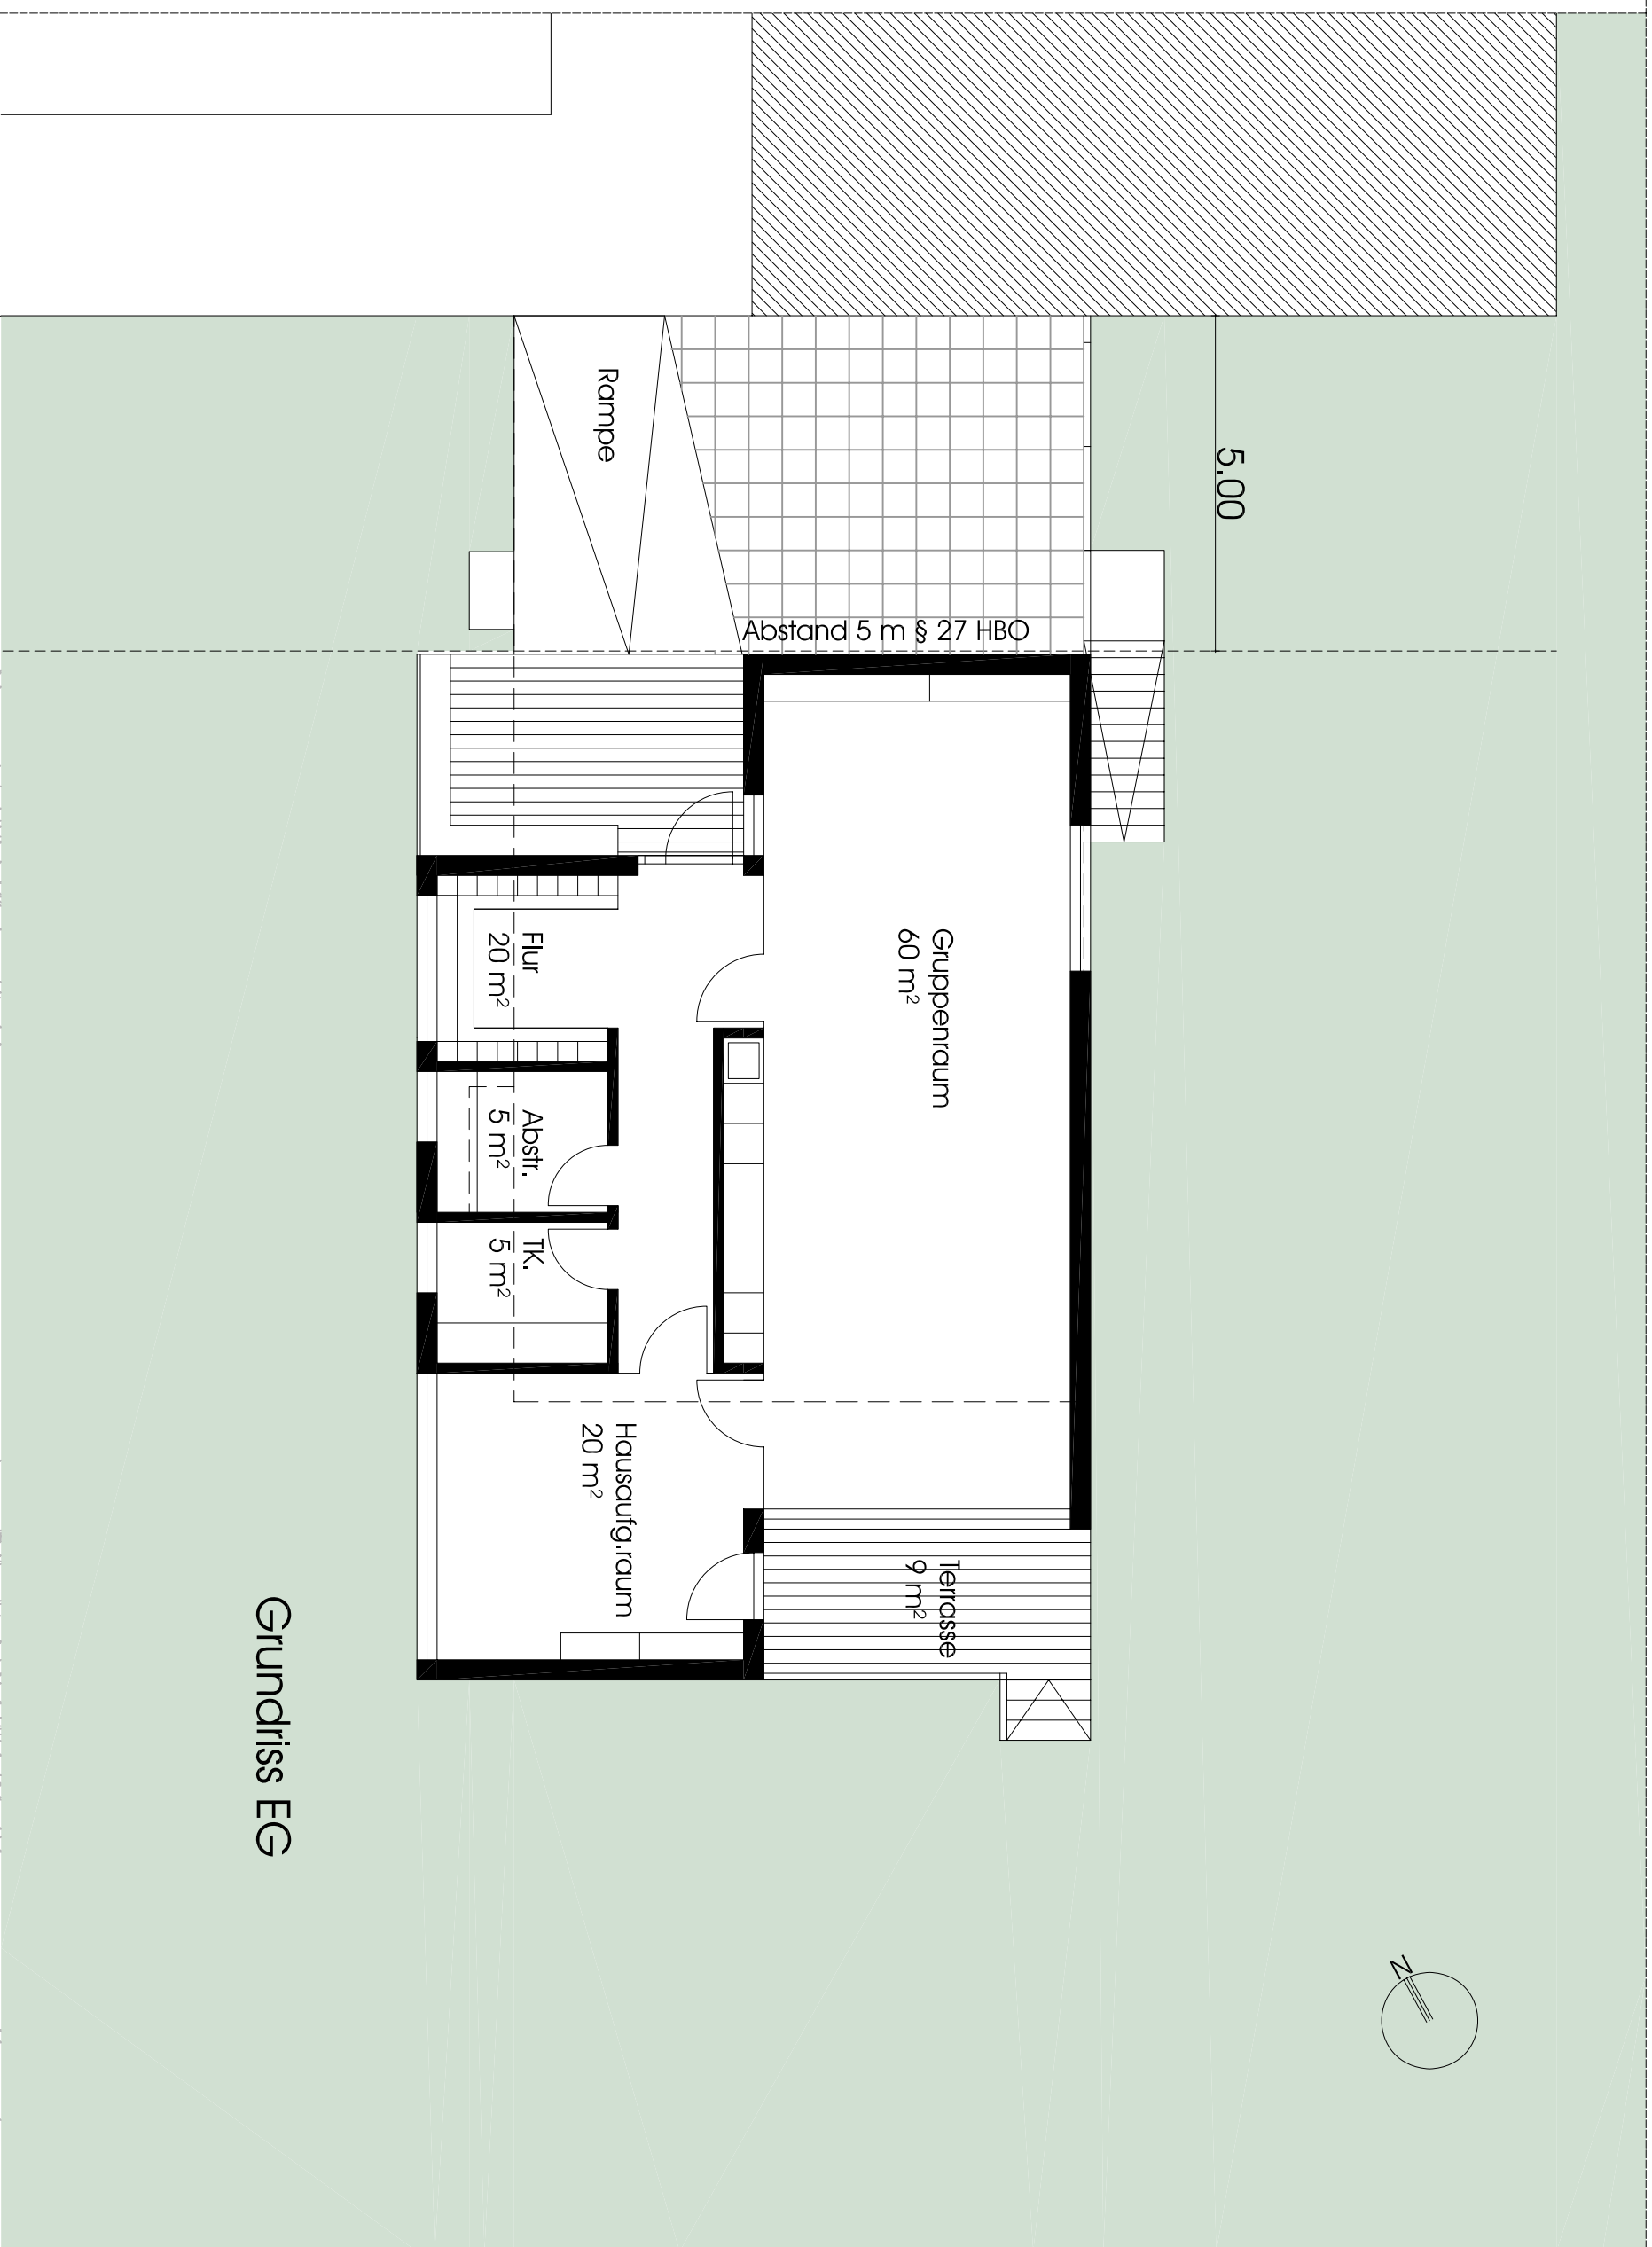 Rampe
5.00
Abstand 5 m § 27 HBO
Gruppenraum
60 m²
Flur
20 m²
Abstr.
5 m²
TK.
5 m²
Hausaufg.raum
20 m²
Terrasse
9 m²
Grundriss EG
N